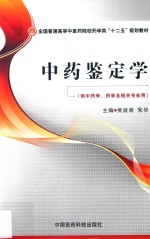 全国普通高等中医药院校药学类“十二五”规划教材
中药鉴定学
（供中药学、药学及相关专业用）
主编 吴啟南 朱华
中国医药科技出版社